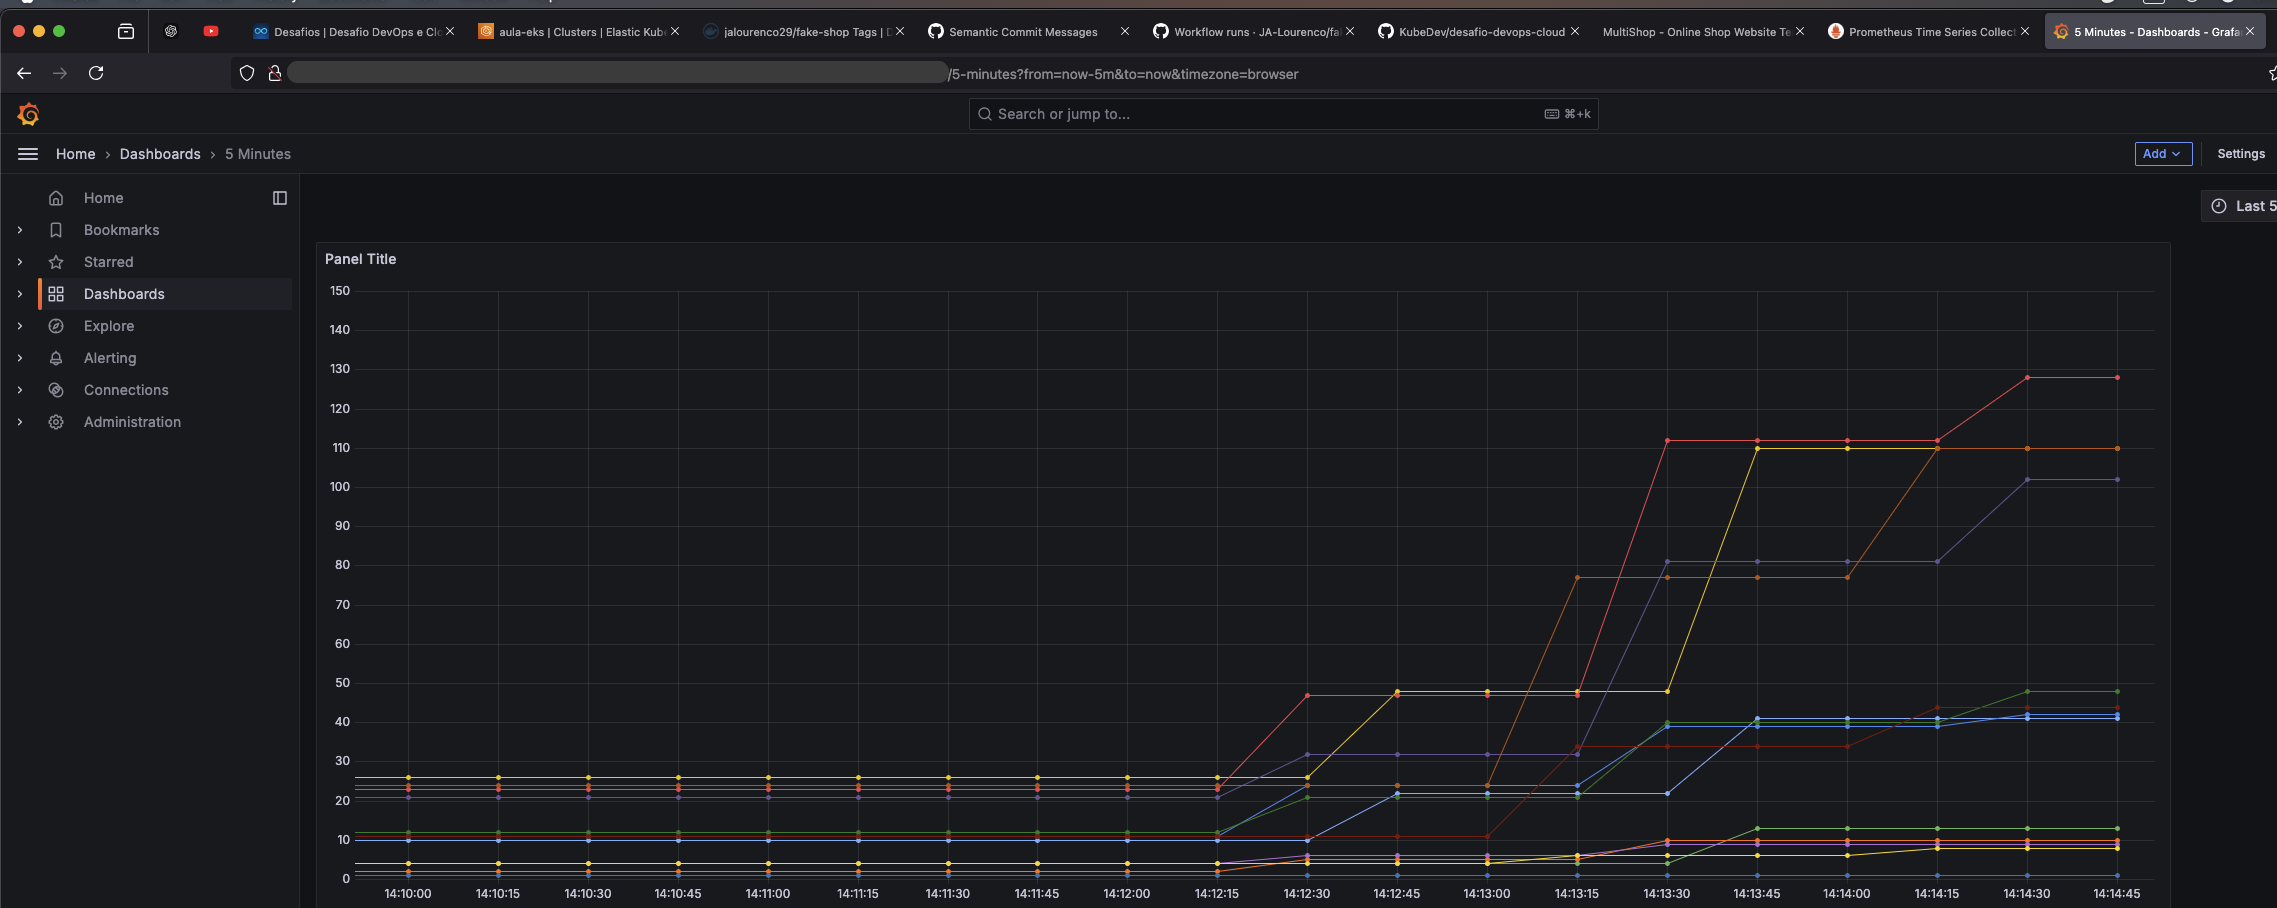 Desafios | Desafio DevOps e Clo
aula-eks | Clusters | Elastic Kube
jalourenco29/fake-shop Tags | D
Semantic Commit Messages
Workflow runs · JA-Lourenco/fa
KubeDev/desafio-devops-cloud
MultiShop - Online Shop Website Te
Prometheus Time Series Collect
5 Minutes - Dashboards - Grafa
/5-minutes?from=now-5m&to=now&timezone=browser
Search or jump to...
⌘+k
Home › Dashboards › 5 Minutes
Add
Settings
Home
Bookmarks
Starred
Dashboards
Explore
Alerting
Connections
Administration
Last 5
Panel Title
150
140
130
120
110
100
90
80
70
60
50
40
30
20
10
0
14:10:00 14:10:15 14:10:30 14:10:45 14:11:00 14:11:15 14:11:30 14:11:45 14:12:00 14:12:15 14:12:30 14:12:45 14:13:00 14:13:15 14:13:30 14:13:45 14:14:00 14:14:15 14:14:30 14:14:45